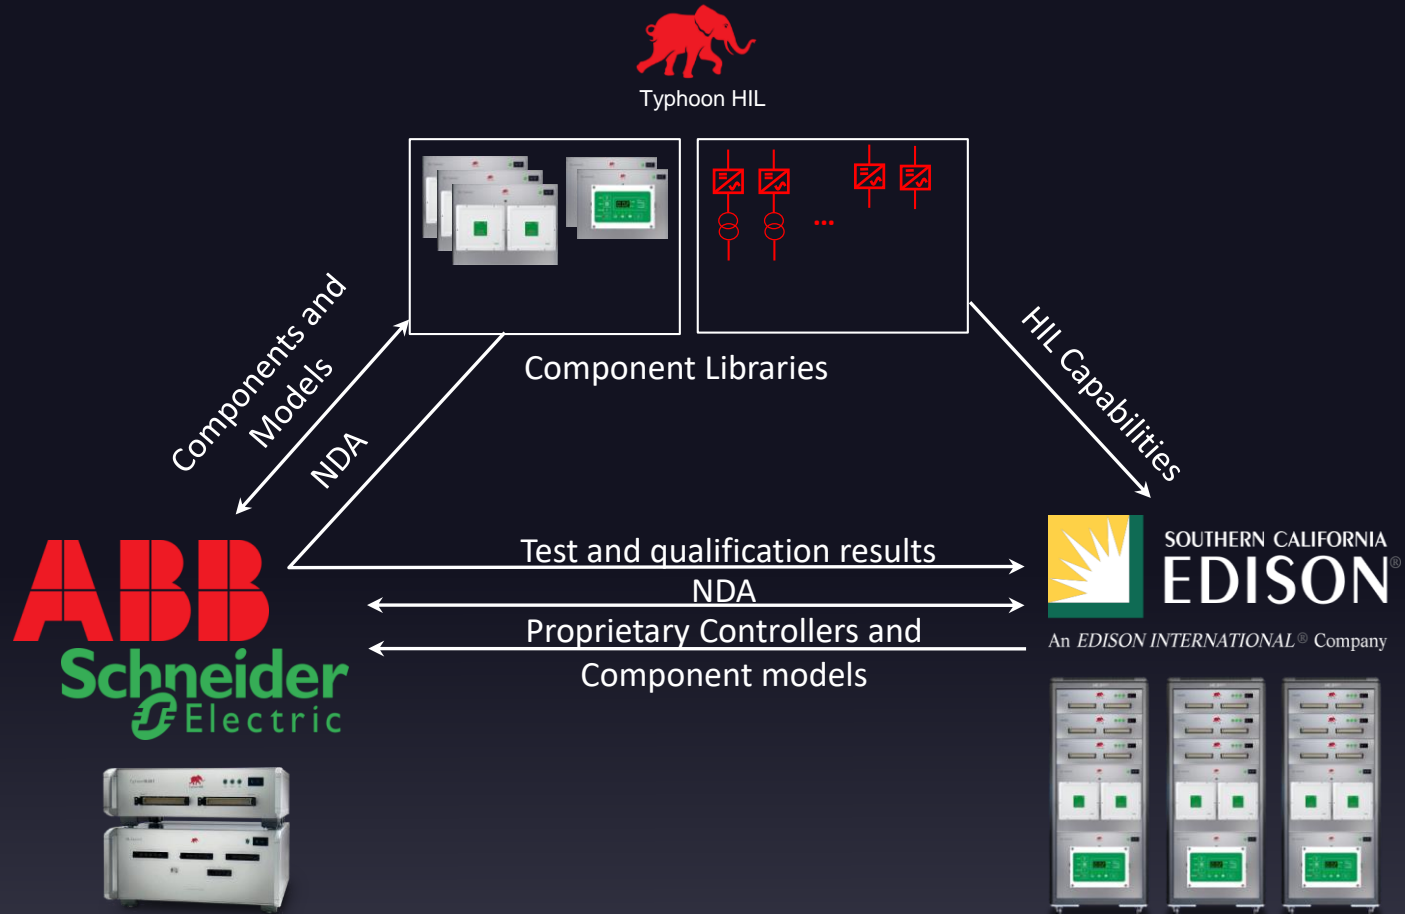 Typhoon HIL
Component Libraries
Components and
Models
NDA
HIL Capabilities
Test and qualification results
NDA
Proprietary Controllers and
Component models
ABB
Schneider
Electric
SOUTHERN CALIFORNIA
EDISON®
An EDISON INTERNATIONAL® Company